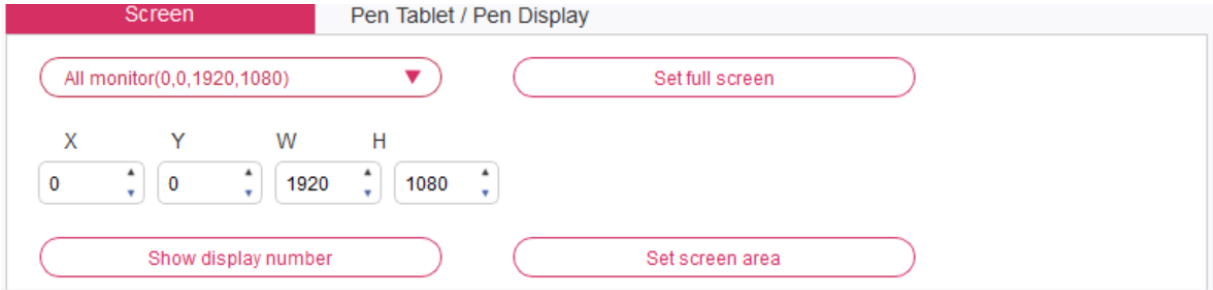 Screen Pen Tablet / Pen Display
All monitor(0,0,1920,1080) Set full screen
X Y W H
0 0 1920 1080
Show display number Set screen area